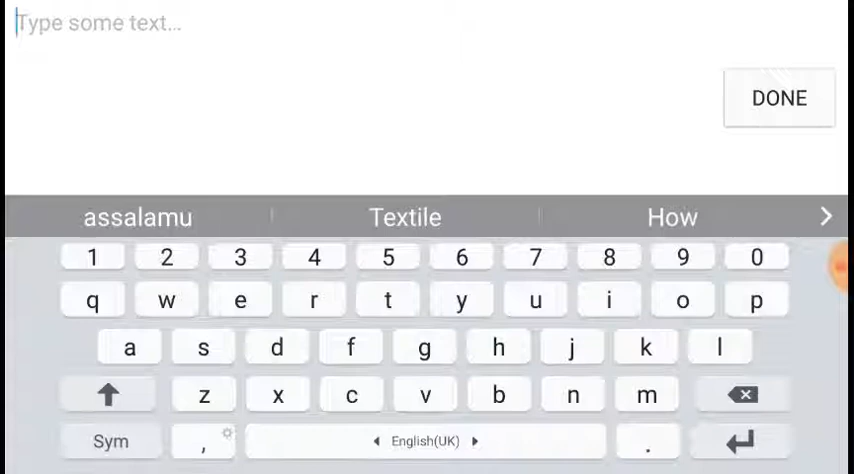 Type some text...
DONE
assalamu Textile How
1 2 3 4 5 6 7 8 9 0
q w e r t y u i o p
a s d f g h j k l
z x c v b n m
Sym , English(UK) .